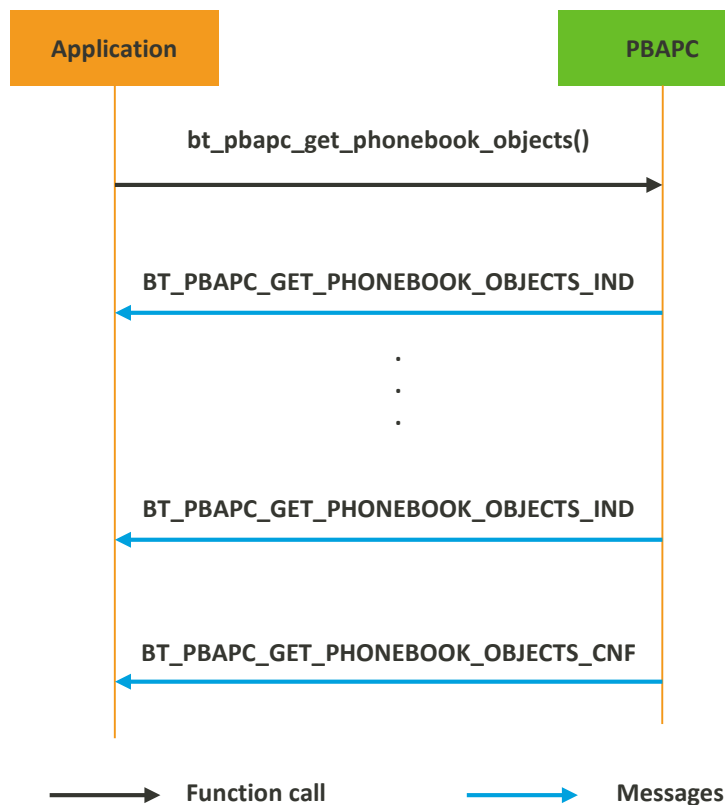 Application
PBAPC
bt_pbapc_get_phonebook_objects()
BT_PBAPC_GET_PHONEBOOK_OBJECTS_IND
.
.
.
BT_PBAPC_GET_PHONEBOOK_OBJECTS_IND
BT_PBAPC_GET_PHONEBOOK_OBJECTS_CNF
Function call
Messages